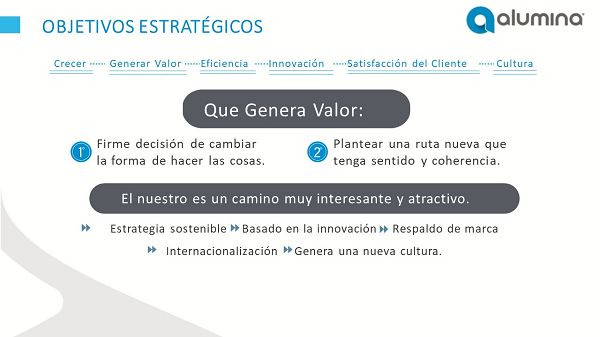 OBJETIVOS ESTRATÉGICOS
alumina
Crecer ······ Generar Valor ······ Eficiencia ······ Innovación ······ Satisfacción del Cliente ······ Cultura
Que Genera Valor:
1 Firme decisión de cambiar
la forma de hacer las cosas.
2 Plantear una ruta nueva que
tenga sentido y coherencia.
El nuestro es un camino muy interesante y atractivo.
Estrategia sostenible Basado en la innovación Respaldo de marca
Internacionalización Genera una nueva cultura.